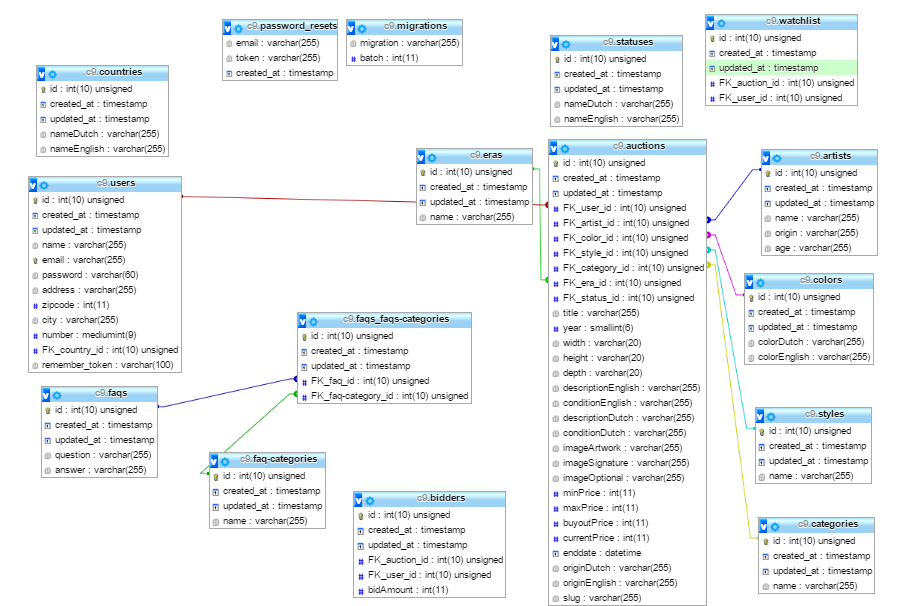 c9.password_resets
email : varchar(255)
token : varchar(255)
created_at : timestamp
c9.migrations
migration : varchar(255)
batch : int(11)
c9.statuses
id : int(10) unsigned
created_at : timestamp
updated_at : timestamp
nameDutch : varchar(255)
nameEnglish : varchar(255)
c9.watchlist
id : int(10) unsigned
created_at : timestamp
updated_at : timestamp
FK_auction_id : int(10) unsigned
FK_user_id : int(10) unsigned
c9.countries
id : int(10) unsigned
created_at : timestamp
updated_at : timestamp
nameDutch : varchar(255)
nameEnglish : varchar(255)
c9.eras
id : int(10) unsigned
created_at : timestamp
updated_at : timestamp
name : varchar(255)
c9.auctions
id : int(10) unsigned
created_at : timestamp
updated_at : timestamp
FK_user_id : int(10) unsigned
FK_artist_id : int(10) unsigned
FK_color_id : int(10) unsigned
FK_style_id : int(10) unsigned
FK_category_id : int(10) unsigned
FK_era_id : int(10) unsigned
FK_status_id : int(10) unsigned
title : varchar(255)
year : smallint(6)
width : varchar(20)
height : varchar(20)
depth : varchar(20)
descriptionEnglish : varchar(255)
conditionEnglish : varchar(255)
descriptionDutch : varchar(255)
conditionDutch : varchar(255)
imageArtwork : varchar(255)
imageSignature : varchar(255)
imageOptional : varchar(255)
minPrice : int(11)
maxPrice : int(11)
buyoutPrice : int(11)
currentPrice : int(11)
enddate : datetime
originDutch : varchar(255)
originEnglish : varchar(255)
slug : varchar(255)
c9.artists
id : int(10) unsigned
created_at : timestamp
updated_at : timestamp
name : varchar(255)
origin : varchar(255)
age : varchar(255)
c9.users
id : int(10) unsigned
created_at : timestamp
updated_at : timestamp
name : varchar(255)
email : varchar(255)
password : varchar(60)
address : varchar(255)
zipcode : int(11)
city : varchar(255)
number : mediumint(9)
FK_country_id : int(10) unsigned
remember_token : varchar(100)
c9.colors
id : int(10) unsigned
created_at : timestamp
updated_at : timestamp
colorDutch : varchar(255)
colorEnglish : varchar(255)
c9.faqs_faqs-categories
id : int(10) unsigned
created_at : timestamp
updated_at : timestamp
FK_faq_id : int(10) unsigned
FK_faq-category_id : int(10) unsigned
c9.faqs
id : int(10) unsigned
created_at : timestamp
updated_at : timestamp
question : varchar(255)
answer : varchar(255)
c9.styles
id : int(10) unsigned
created_at : timestamp
updated_at : timestamp
name : varchar(255)
c9.faq-categories
id : int(10) unsigned
created_at : timestamp
updated_at : timestamp
name : varchar(255)
c9.bidders
id : int(10) unsigned
created_at : timestamp
updated_at : timestamp
FK_auction_id : int(10) unsigned
FK_user_id : int(10) unsigned
bidAmount : int(11)
c9.categories
id : int(10) unsigned
created_at : timestamp
updated_at : timestamp
name : varchar(255)